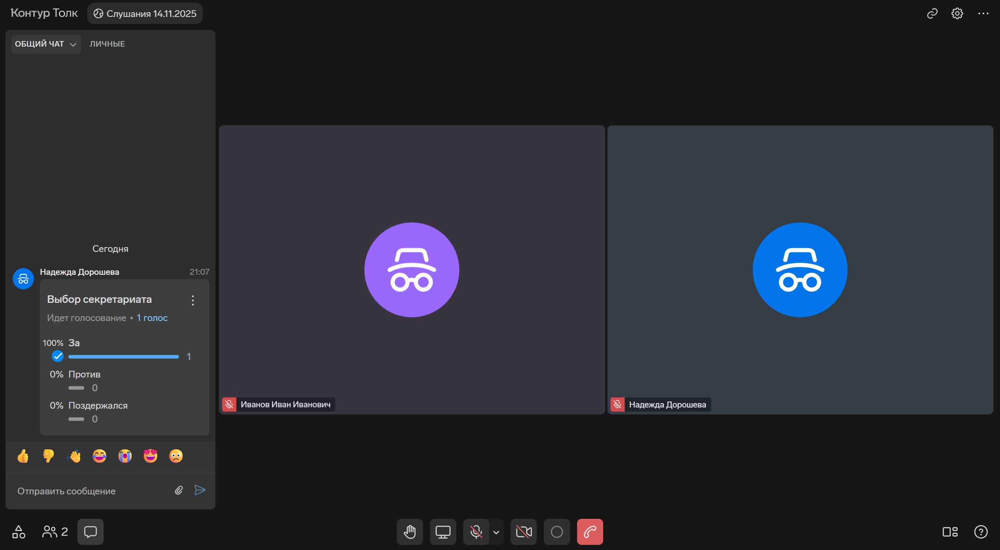 Контур Толк
Слушания 14.11.2025
ОБЩИЙ ЧАТ
ЛИЧНЫЕ
Сегодня
Надежда Дорошева 21:07
Выбор секретариата
Идет голосование • 1 голос
100% За
1
0% Против
0
0% Поздержался
0
Отправить сообщение
Иванов Иван Иванович
Надежда Дорошева
2